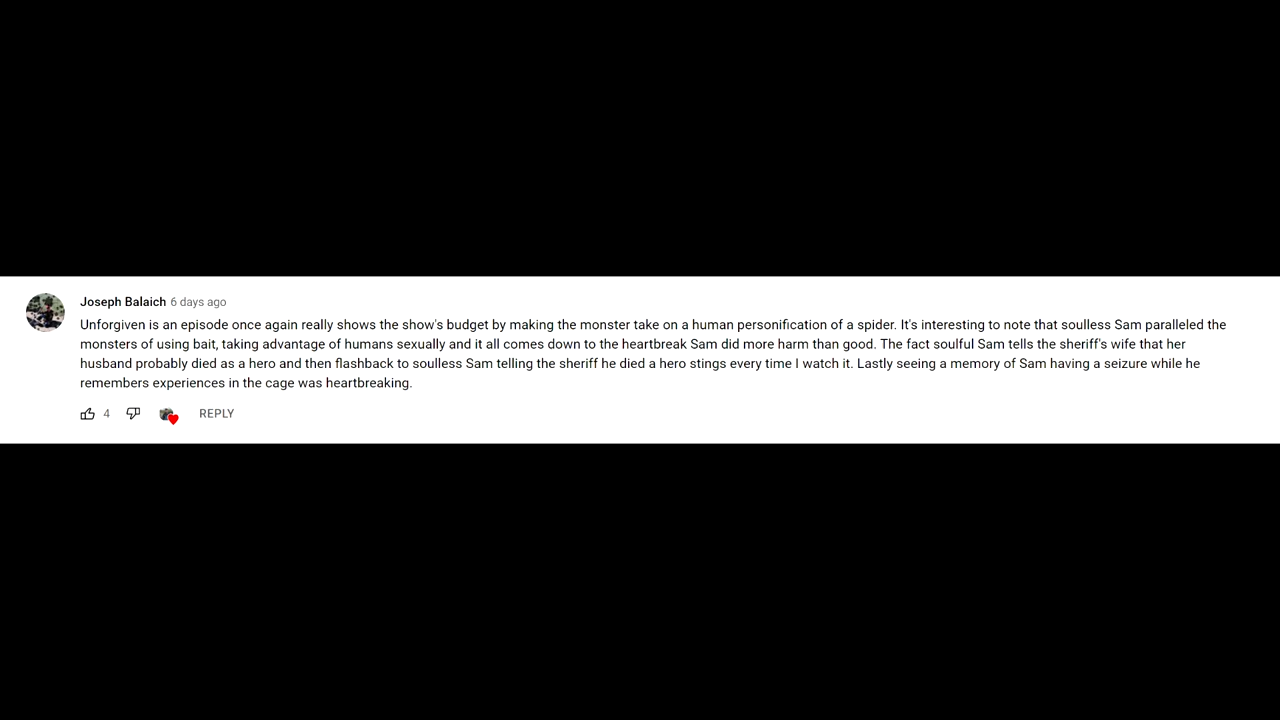 Joseph Balaich 6 days ago
Unforgiven is an episode once again really shows the show's budget by making the monster take on a human personification of a spider. It's interesting to note that soulless Sam paralleled the
monsters of using bait, taking advantage of humans sexually and it all comes down to the heartbreak Sam did more harm than good. The fact soulful Sam tells the sheriff's wife that her
husband probably died as a hero and then flashback to soulless Sam telling the sheriff he died a hero stings every time I watch it. Lastly seeing a memory of Sam having a seizure while he
remembers experiences in the cage was heartbreaking.
4 REPLY